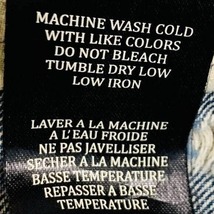 MACHINE WASH COLD
WITH LIKE COLORS
DO NOT BLEACH
TUMBLE DRY LOW
LOW IRON
LAVER A LA MACHINE
A L'EAU FROIDE
NE PAS JAVELLISER
SECHER A LA MACHINE
BASSE TEMPERATURE
REPASSER A BASSE
TEMPERATURE